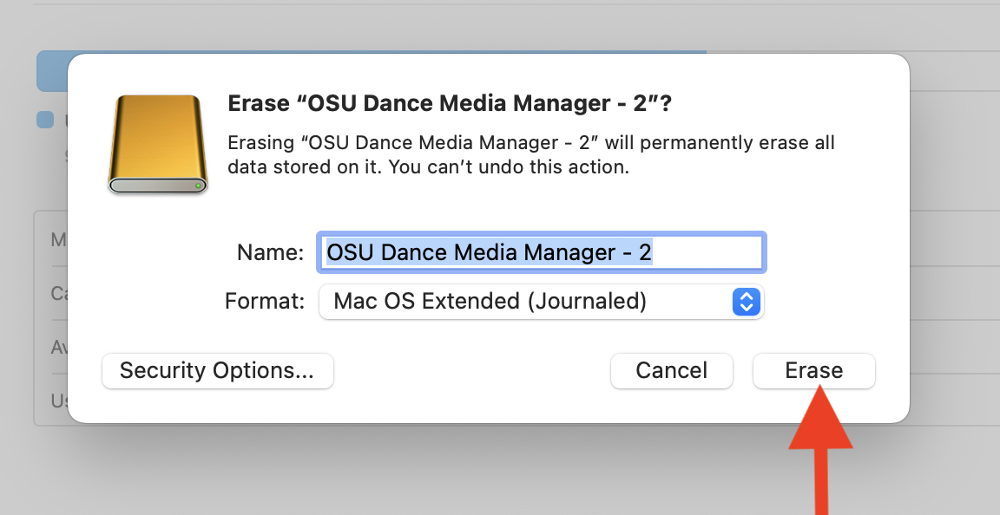 Erase “OSU Dance Media Manager - 2”?
Erasing “OSU Dance Media Manager - 2” will permanently erase all
data stored on it. You can’t undo this action.
Name: OSU Dance Media Manager - 2
Format: Mac OS Extended (Journaled)
Security Options... Cancel Erase